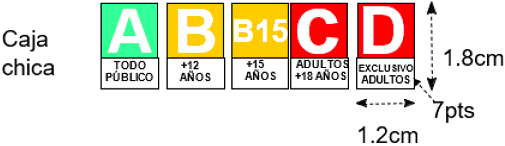 Caja
chica
A
TODO
PÚBLICO
B
+12
AÑOS
B15
+15
AÑOS
C
ADULTOS
+18 AÑOS
D
EXCLUSIVO
ADULTOS
1.8cm
7pts
1.2cm